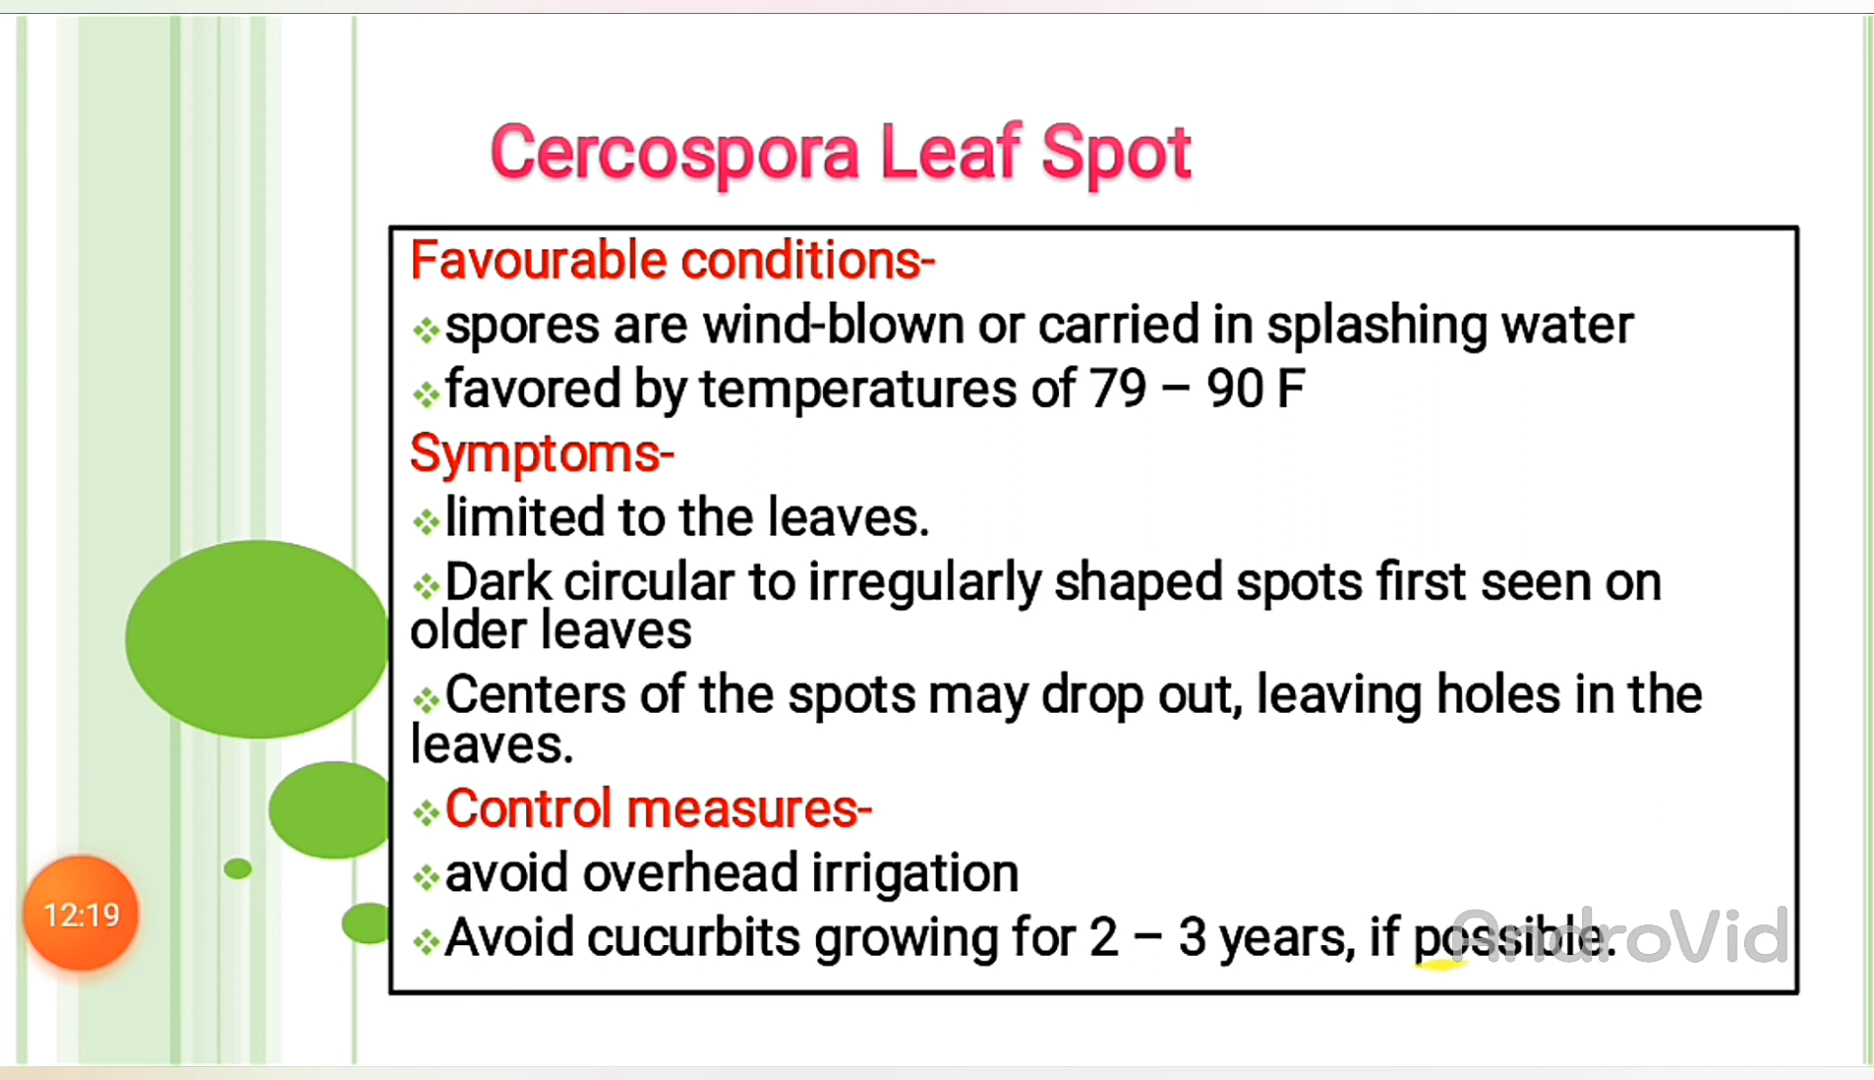 Cercospora Leaf Spot
Favourable conditions-
❖spores are wind-blown or carried in splashing water
❖favored by temperatures of 79 – 90 F
Symptoms-
❖limited to the leaves.
❖Dark circular to irregularly shaped spots first seen on
older leaves
❖Centers of the spots may drop out, leaving holes in the
leaves.
❖Control measures-
❖avoid overhead irrigation
❖Avoid cucurbits growing for 2 – 3 years, if possible.
12:19
AndroVid